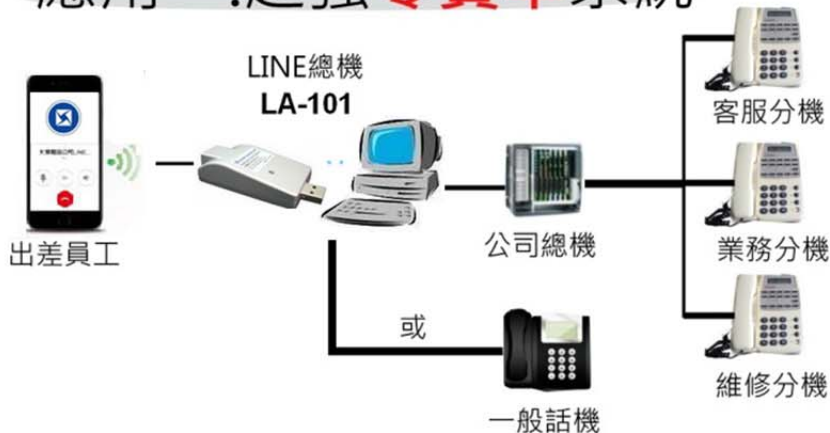 LINE總機
LA-101
出差員工
公司總機
客服分機
業務分機
維修分機
或
一般話機